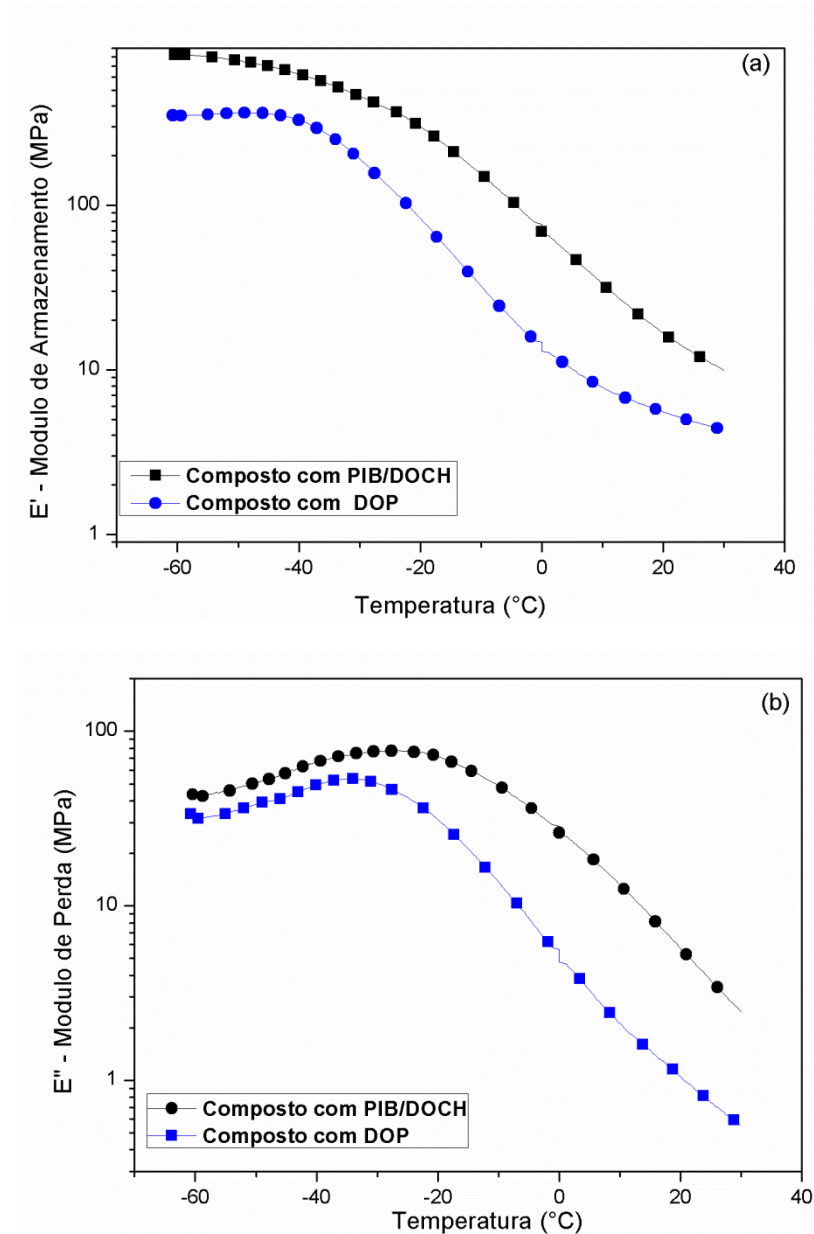 (a)
E' - Modulo de Armazenamento (MPa)
100
10
1
Composto com PIB/DOCH
Composto com DOP
-60 -40 -20 0 20 40
Temperatura (°C)
(b)
E" - Modulo de Perda (MPa)
100
10
1
Composto com PIB/DOCH
Composto com DOP
-60 -40 -20 0 20 40
Temperatura (°C)